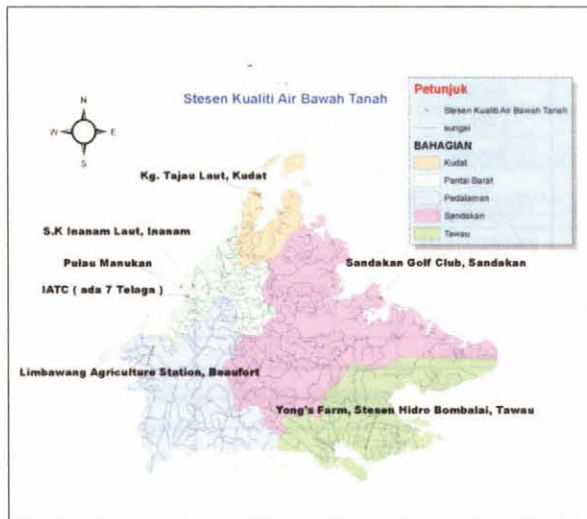 Stesen Kualiti Air Bawah Tanah
N
W E
S
Petunjuk
Stesen Kualiti Air Bawah Tanah
sungai
BAHAGIAN
Kudat
Pantai Barat
Pedalaman
Sandakan
Tawau
Kg. Tajau Laut, Kudat
S.K Inanam Laut, Inanam
Pulau Manukan
IATC ( ada 7 Telaga )
Sandakan Golf Club, Sandakan
Limbawang Agriculture Station, Beaufort
Yong's Farm, Stesen Hidro Bombalai, Tawau